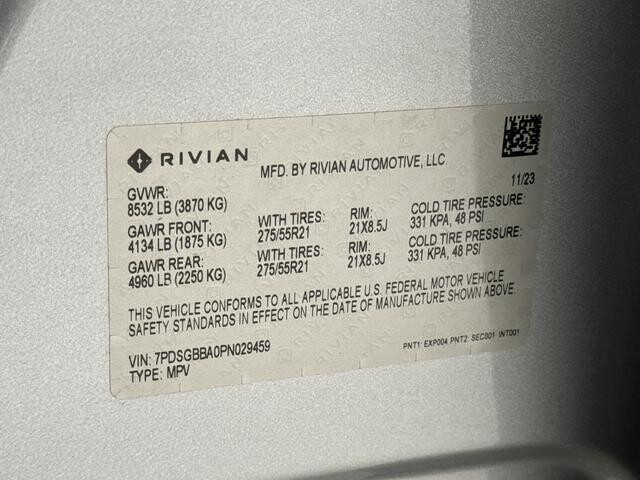 RIVIAN
MFD. BY RIVIAN AUTOMOTIVE, LLC
11/23
GVWR:
8532 LB (3870 KG)
GAWR FRONT: WITH TIRES: RIM: COLD TIRE PRESSURE:
4134 LB (1875 KG) 275/55R21 21X8.5J 331 KPA, 48 PSI
GAWR REAR: WITH TIRES: RIM: COLD TIRE PRESSURE:
4960 LB (2250 KG) 275/55R21 21X8.5J 331 KPA, 48 PSI
THIS VEHICLE CONFORMS TO ALL APPLICABLE U.S. FEDERAL MOTOR VEHICLE
SAFETY STANDARDS IN EFFECT ON THE DATE OF MANUFACTURE SHOWN ABOVE
VIN: 7PDSGBBA0PN029459
PNT1: EXP004 PNT2: SEC001 INT001
TYPE: MPV